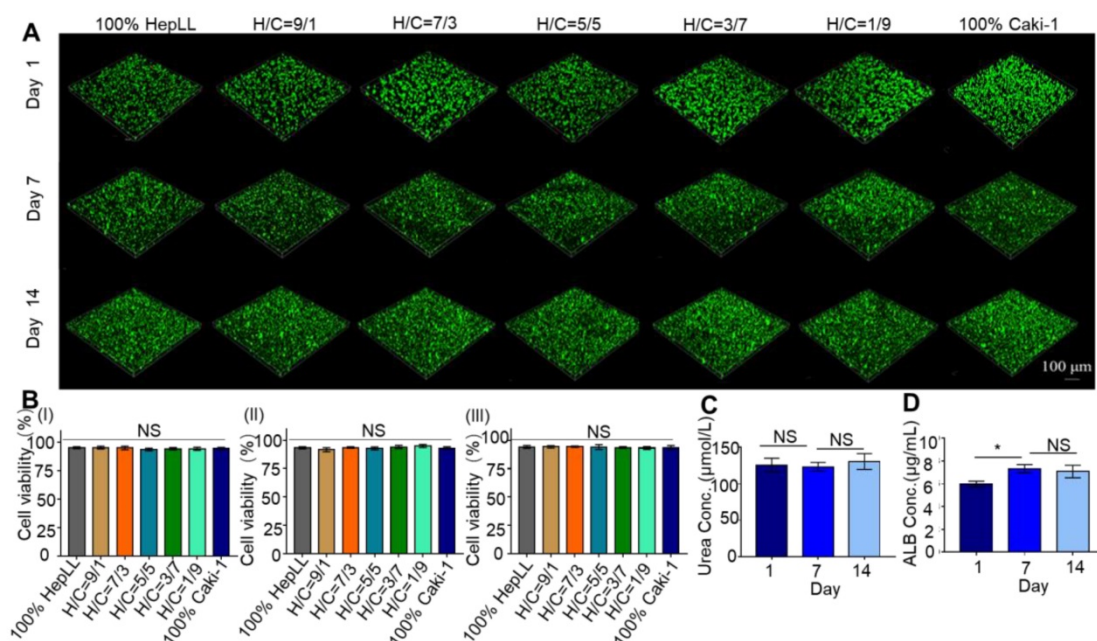 A
100% HepLL H/C=9/1 H/C=7/3 H/C=5/5 H/C=3/7 H/C=1/9 100% Caki-1
Day 1
Day 7
Day 14
100 μm
B
(I)
NS
Cell viability (%)
100
75
50
25
0
100% HepLL
H/C=9/1
H/C=7/3
H/C=5/5
H/C=3/7
H/C=1/9
100% Caki-1
(II)
NS
Cell viability (%)
100
75
50
25
0
100% HepLL
H/C=9/1
H/C=7/3
H/C=5/5
H/C=3/7
H/C=1/9
100% Caki-1
(III)
NS
Cell viability (%)
100
75
50
25
0
100% HepLL
H/C=9/1
H/C=7/3
H/C=5/5
H/C=3/7
H/C=1/9
100% Caki-1
C
NS NS
Urea Conc. (μmol/L)
150
100
50
0
1 7 14
Day
D
* NS
ALB Conc.(μg/mL)
10
8
6
4
2
0
1 7 14
Day